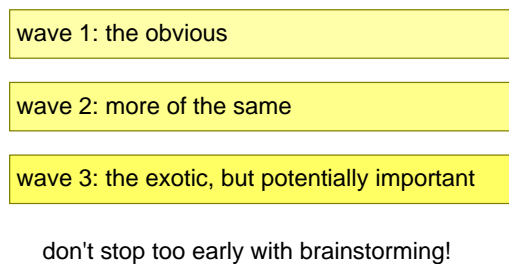 wave 1: the obvious
wave 2: more of the same
wave 3: the exotic, but potentially important
don't stop too early with brainstorming!